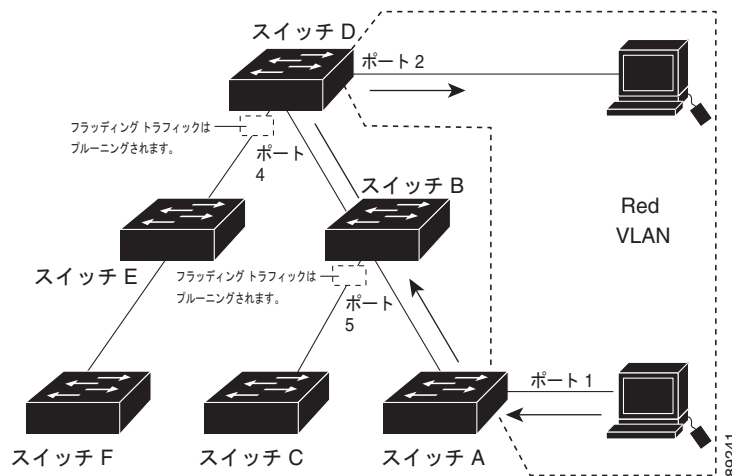 スイッチ D
ポート 2
フラッディング トラフィックは
プルーニングされます。
ポート
4
スイッチ B
Red
VLAN
スイッチ E
フラッディング トラフィックは
プルーニングされます。
ポート
5
ポート 1
スイッチ F
スイッチ C
スイッチ A
89241